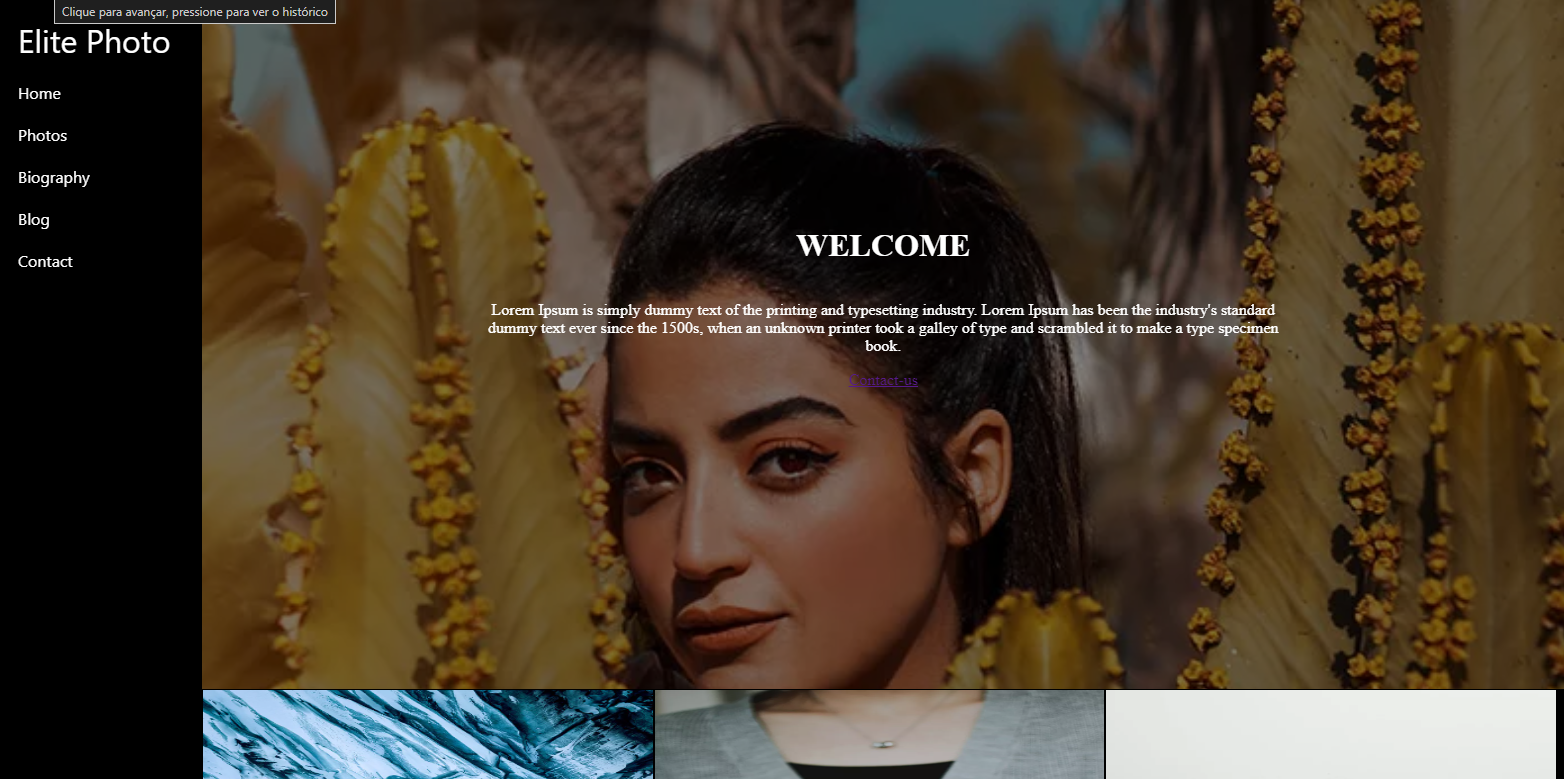 Clique para avançar, pressione para ver o histórico
Elite Photo
Home
Photos
Biography
Blog
Contact
WELCOME
Lorem Ipsum is simply dummy text of the printing and typesetting industry. Lorem Ipsum has been the industry's standard
dummy text ever since the 1500s, when an unknown printer took a galley of type and scrambled it to make a type specimen
book.
Contact-us